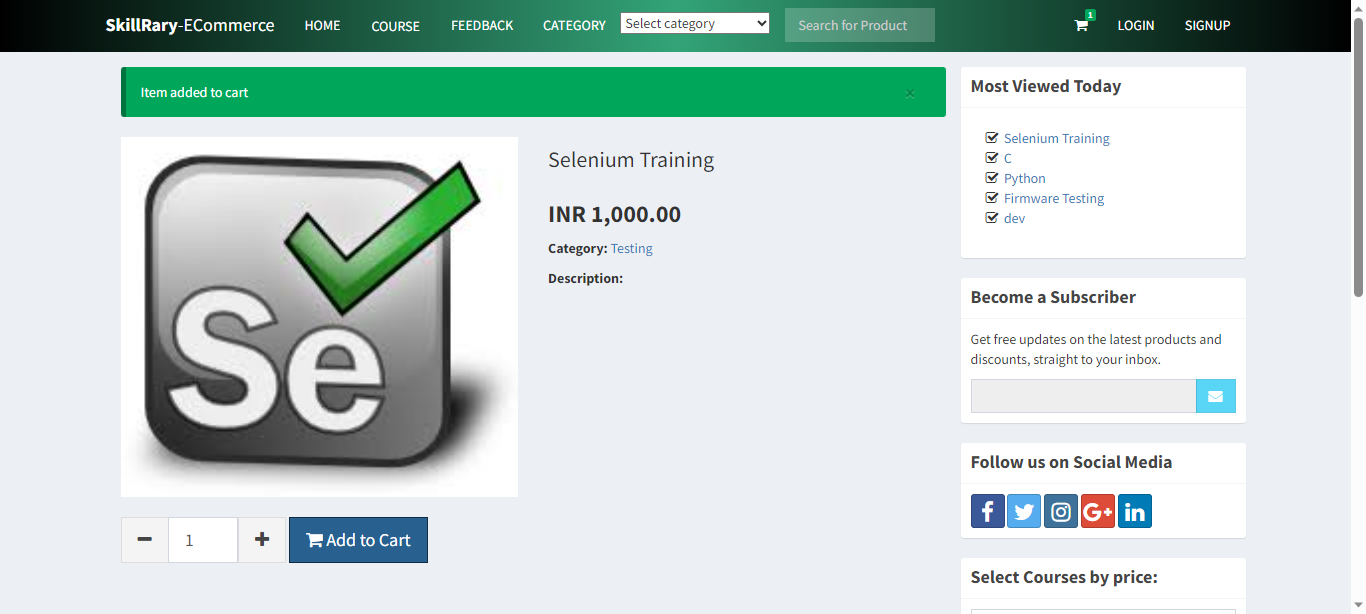 SkillRary-ECommerce HOME COURSE FEEDBACK CATEGORY Select category Search for Product 1 LOGIN SIGNUP
Item added to cart ×
Selenium Training
INR 1,000.00
Category: Testing
Description:
Se
1 Add to Cart
Most Viewed Today
Selenium Training
C
Python
Firmware Testing
dev
Become a Subscriber
Get free updates on the latest products and
discounts, straight to your inbox.
Follow us on Social Media
f G+ in
Select Courses by price: